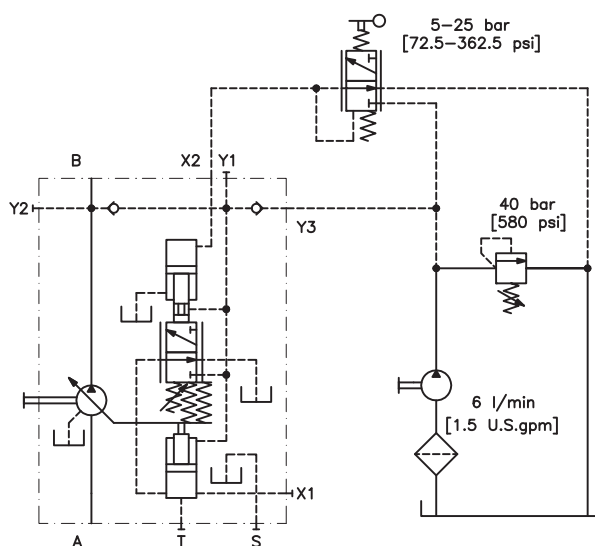 5-25 bar
[72.5-362.5 psi]
B
X2
Y1
Y2
Y3
40 bar
[580 psi]
6 l/min
[1.5 U.S.gpm]
X1
A
T
S